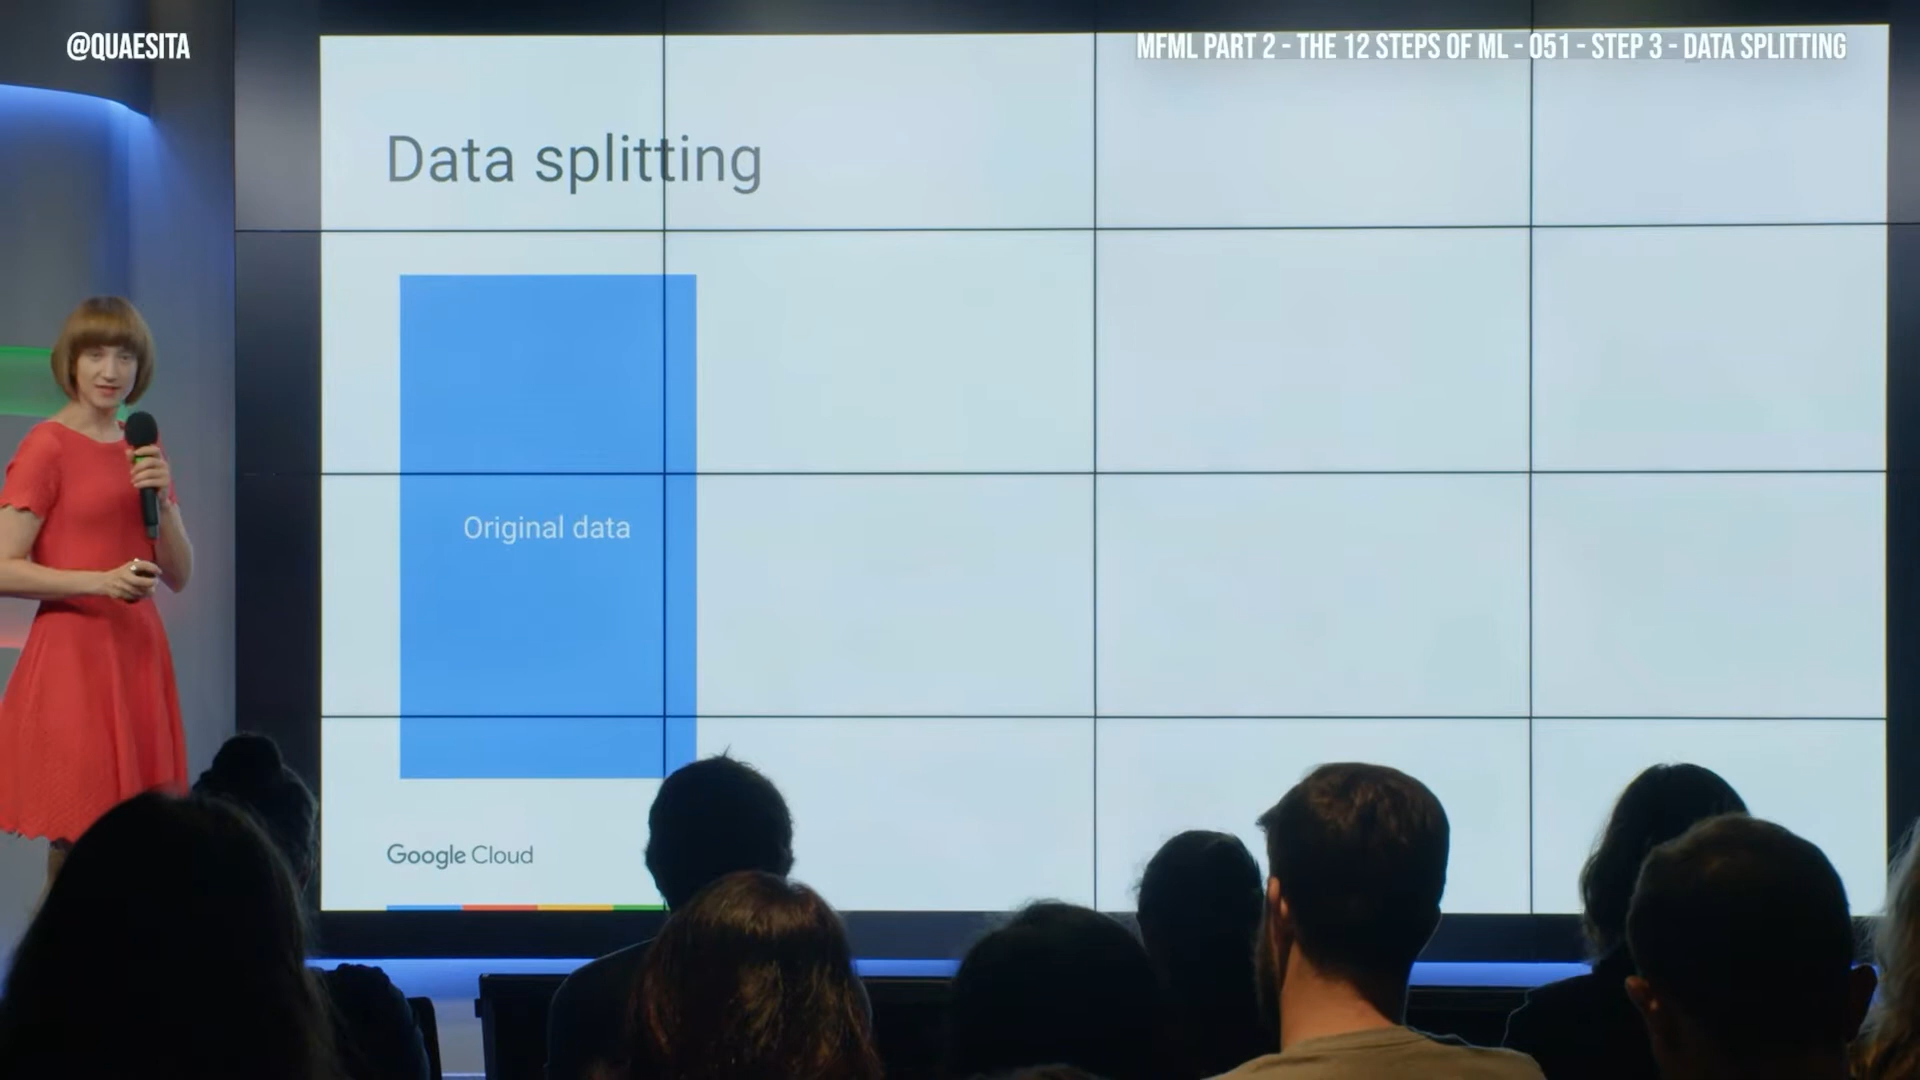 @QUAESITA
MFML PART 2 - THE 12 STEPS OF ML - 051 - STEP 3 - DATA SPLITTING
Data splitting
Original data
Google Cloud